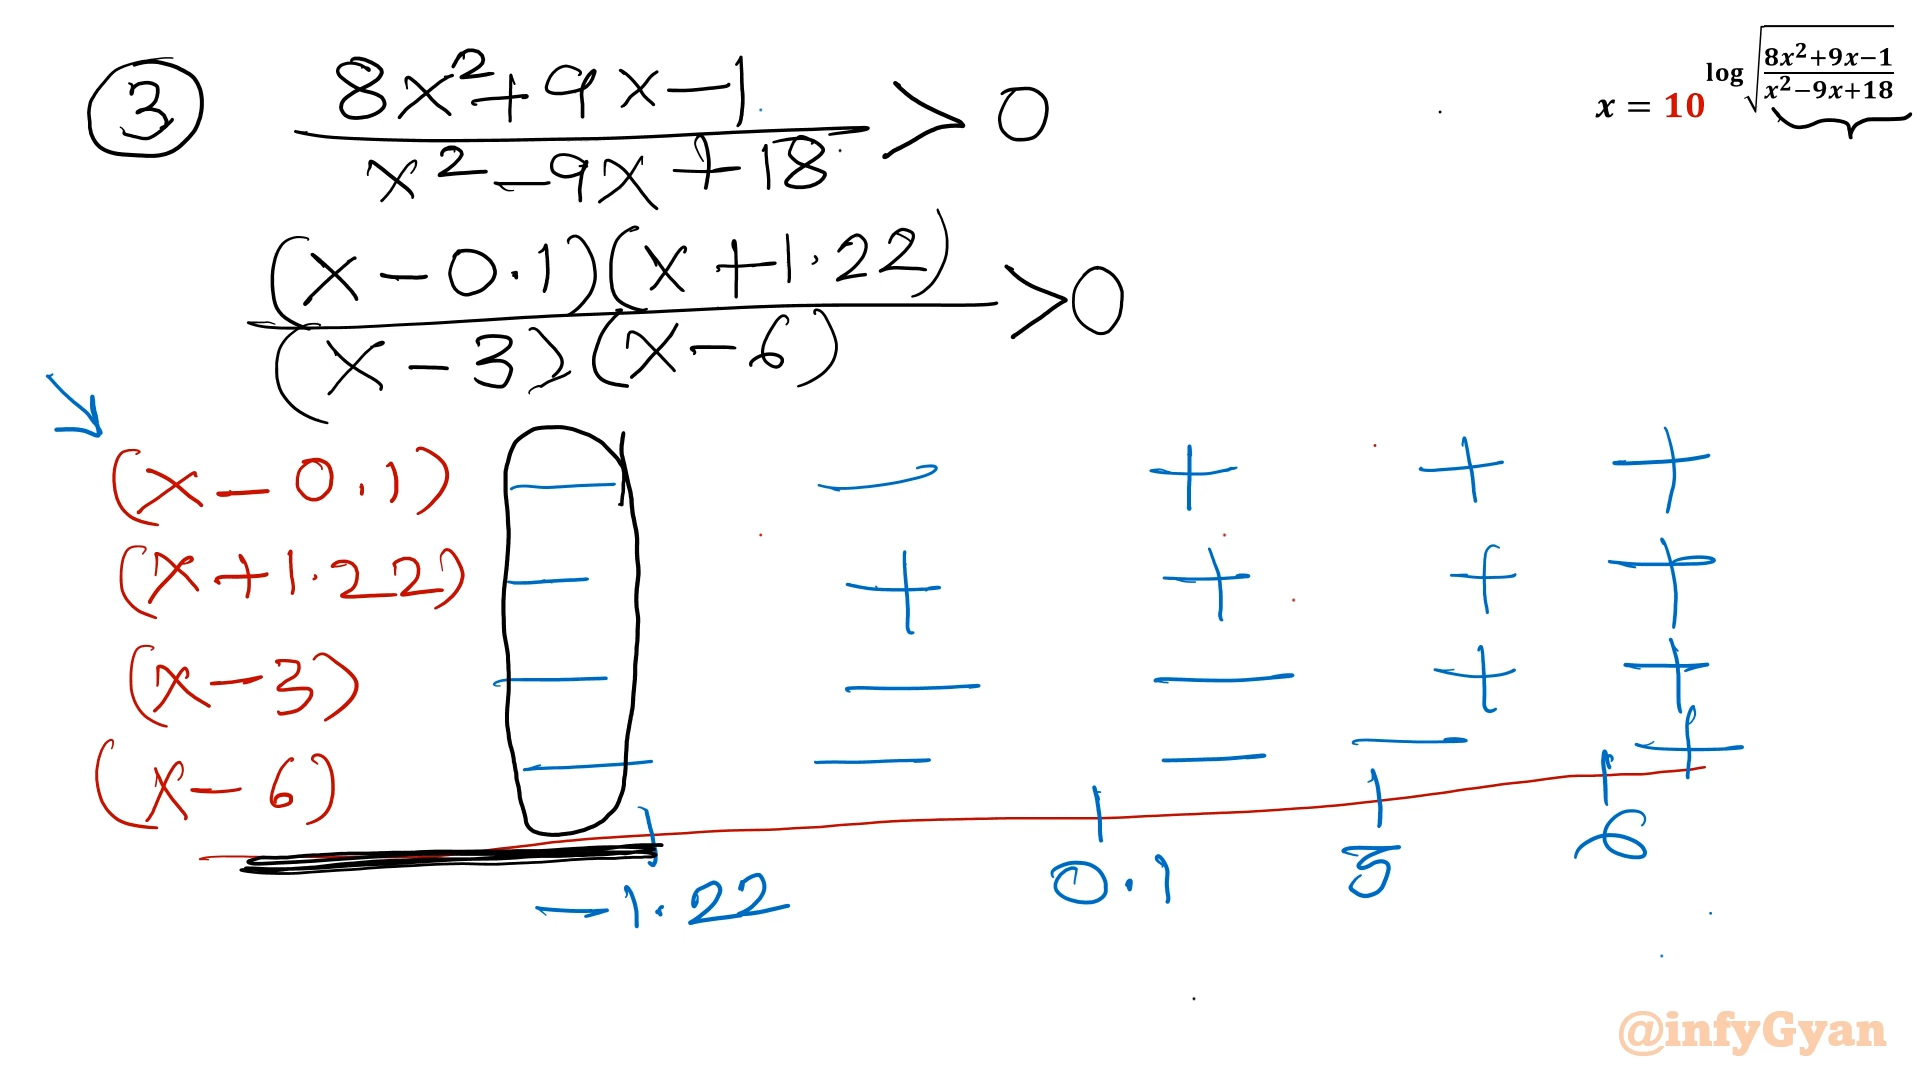 ③ (8x²+9x−1)/(x²−9x+18) > 0
x = 10^(log√((8x²+9x−1)/(x²−9x+18)))
((x−0.1)(x+1.22))/((x−3)(x−6)) > 0
(x−0.1) − − + + +
(x+1.22) − + + + +
(x−3) − − − + +
(x−6) − − − − +
−1.22 0.1 3 6
@infyGyan